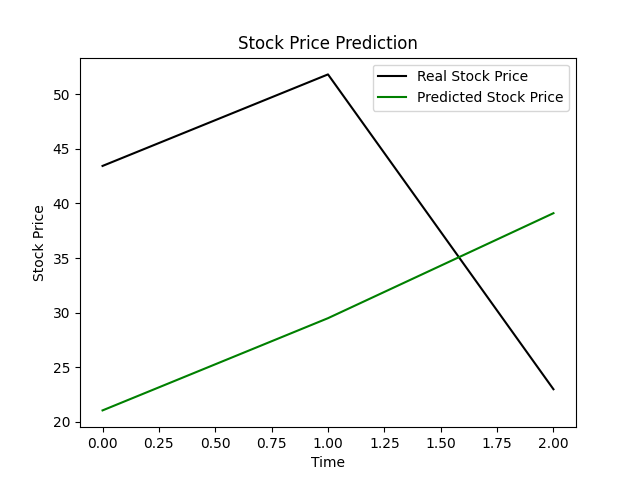 Stock Price Prediction
Real Stock Price
Predicted Stock Price
Stock Price
50
45
40
35
30
25
20
0.00 0.25 0.50 0.75 1.00 1.25 1.50 1.75 2.00
Time